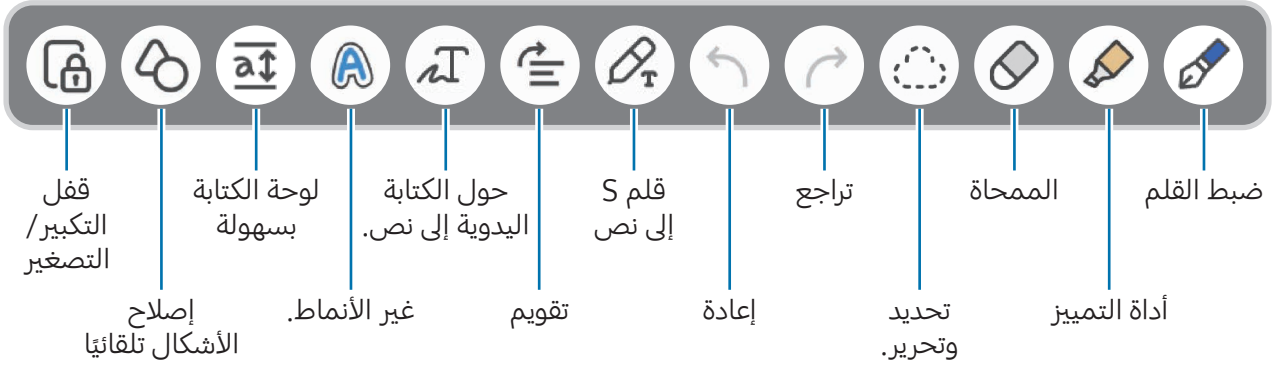 ضبط القلم
الممحاة
تراجع
قلم S
إلى نص
حول الكتابة
اليدوية إلى نص.
لوحة الكتابة
بسهولة
قفل
التكبير/
التصغير
أداة التمييز
تحديد
وتحرير.
إعادة
تقويم
غير الأنماط.
إصلاح
الأشكال تلقائيًا
a
A
T
T